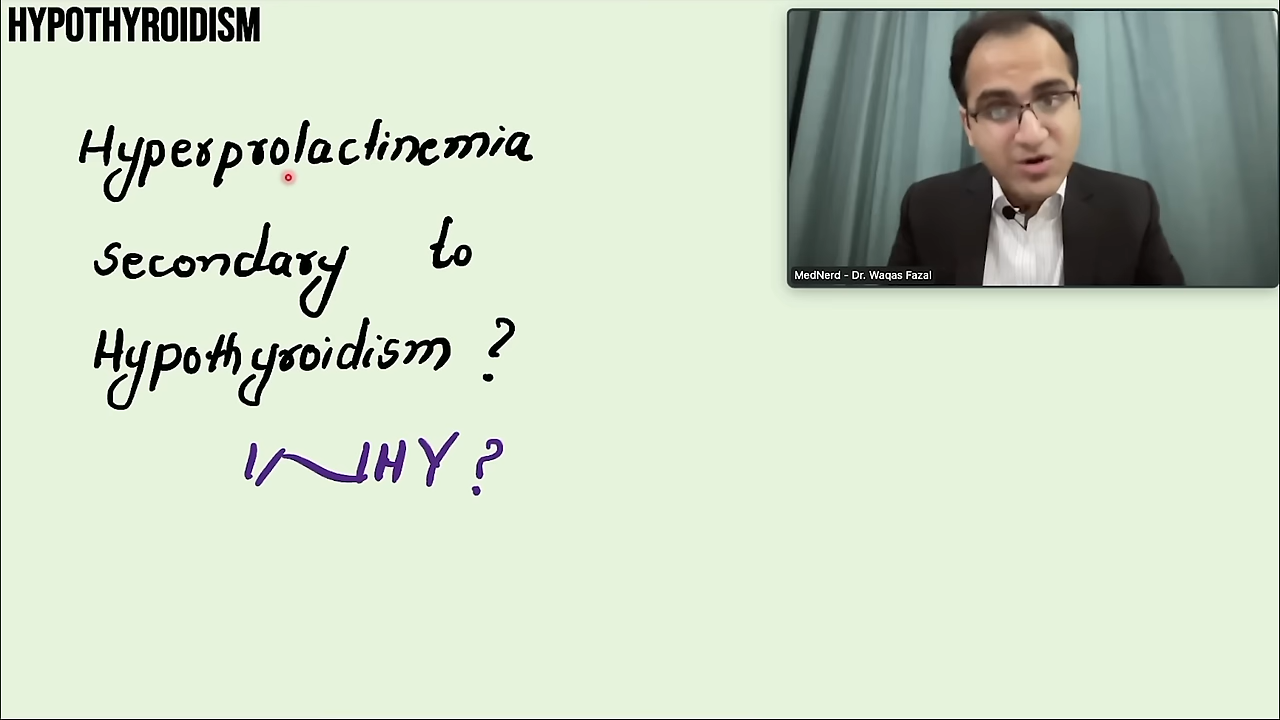 HYPOTHYROIDISM
Hyperprolactinemia
secondary to
Hypothyroidism ?
WHY ?
MedNerd - Dr. Waqas Fazal